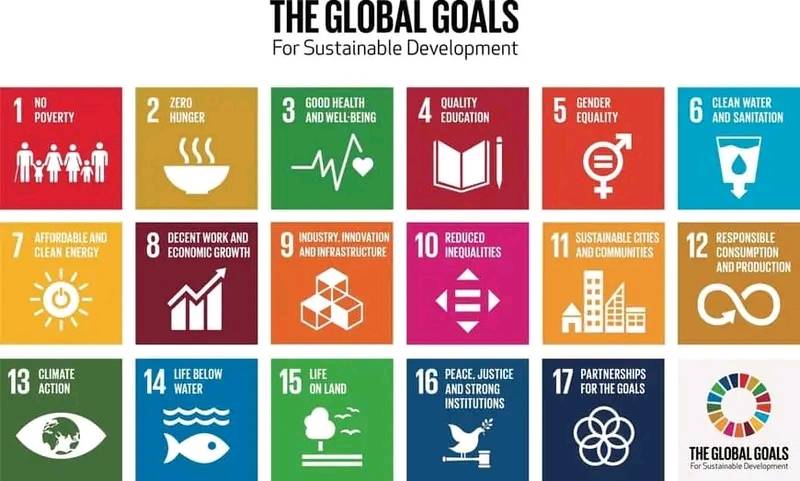 THE GLOBAL GOALS
For Sustainable Development
1 NO
POVERTY
2 ZERO
HUNGER
3 GOOD HEALTH
AND WELL-BEING
4 QUALITY
EDUCATION
5 GENDER
EQUALITY
6 CLEAN WATER
AND SANITATION
7 AFFORDABLE AND
CLEAN ENERGY
8 DECENT WORK AND
ECONOMIC GROWTH
9 INDUSTRY, INNOVATION
AND INFRASTRUCTURE
10 REDUCED
INEQUALITIES
11 SUSTAINABLE CITIES
AND COMMUNITIES
12 RESPONSIBLE
CONSUMPTION
AND PRODUCTION
13 CLIMATE
ACTION
14 LIFE BELOW
WATER
15 LIFE
ON LAND
16 PEACE, JUSTICE
AND STRONG
INSTITUTIONS
17 PARTNERSHIPS
FOR THE GOALS
THE GLOBAL GOALS
For Sustainable Development